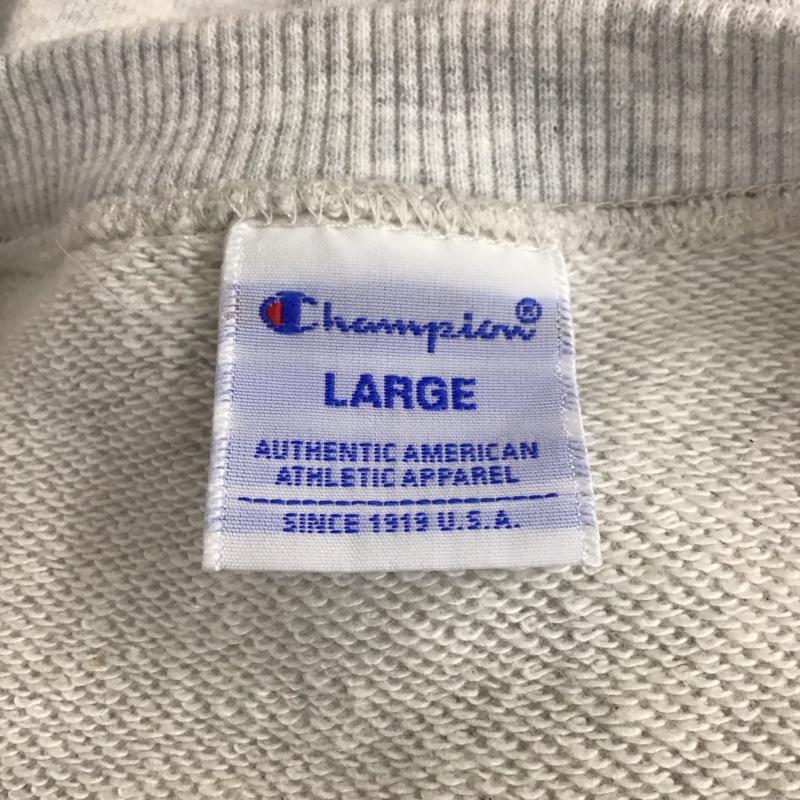 Champion®
LARGE
AUTHENTIC AMERICAN
ATHLETIC APPAREL
SINCE 1919 U.S.A.